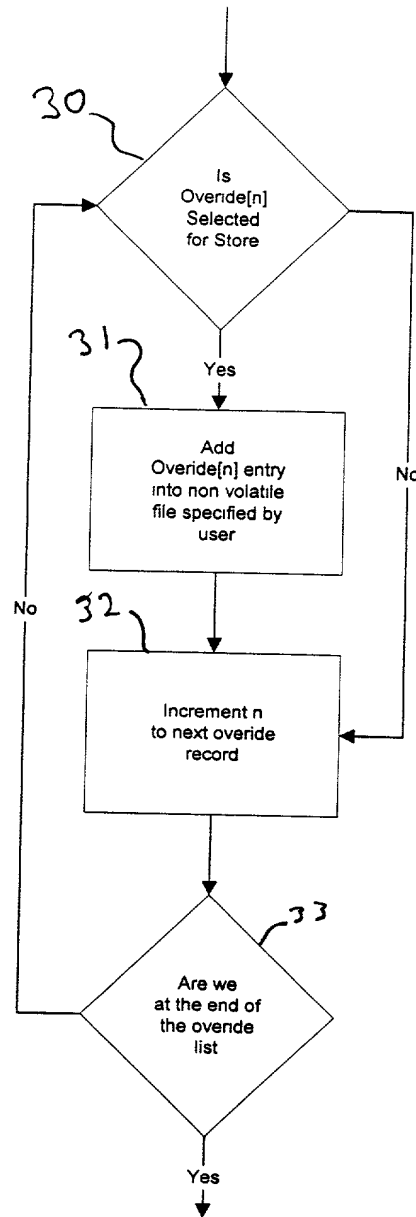 30
Is
Overide[n]
Selected
for Store
31
Yes
Add
Overide[n] entry
into non volatile
file specified by
user
No
No
32
Increment n
to next overide
record
33
Are we
at the end of
the overide
list
Yes